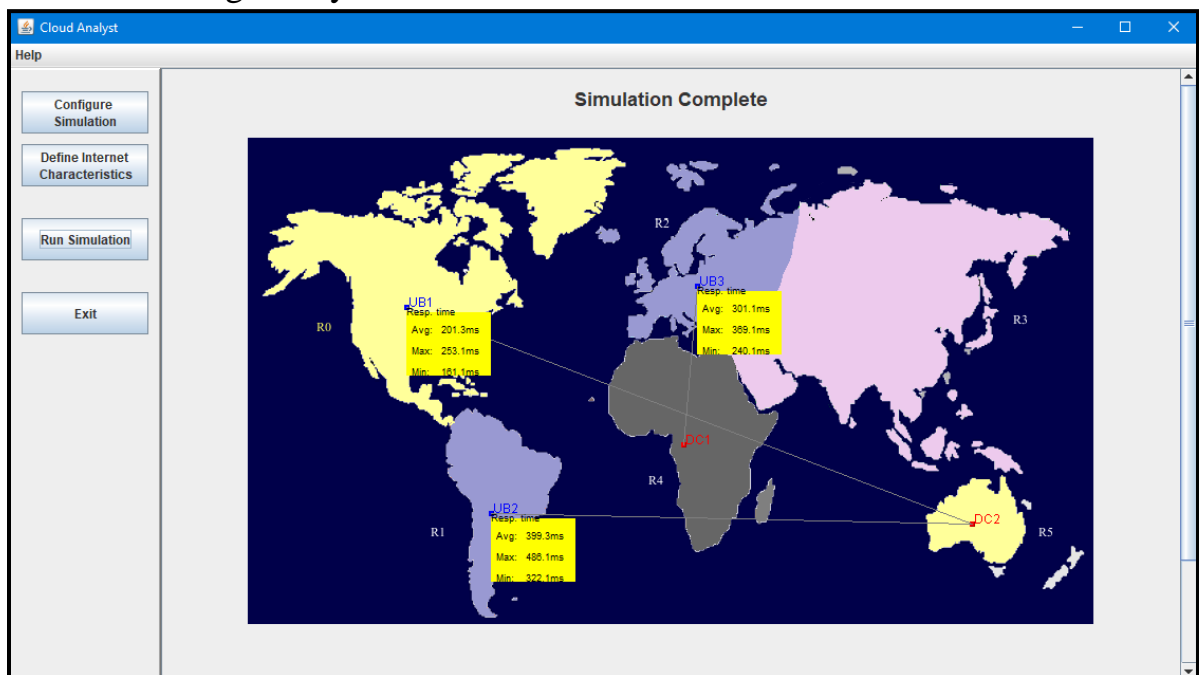 Cloud Analyst
Help
Configure
Simulation
Define Internet
Characteristics
Run Simulation
Exit
Simulation Complete
R0
R1
R2
R3
R4
R5
UB1
Resp. time
Avg: 201.3ms
Max: 253.1ms
Min: 161.1ms
UB3
Resp. time
Avg: 301.1ms
Max: 369.1ms
Min: 240.1ms
DC1
UB2
Resp. time
Avg: 399.3ms
Max: 486.1ms
Min: 322.1ms
DC2